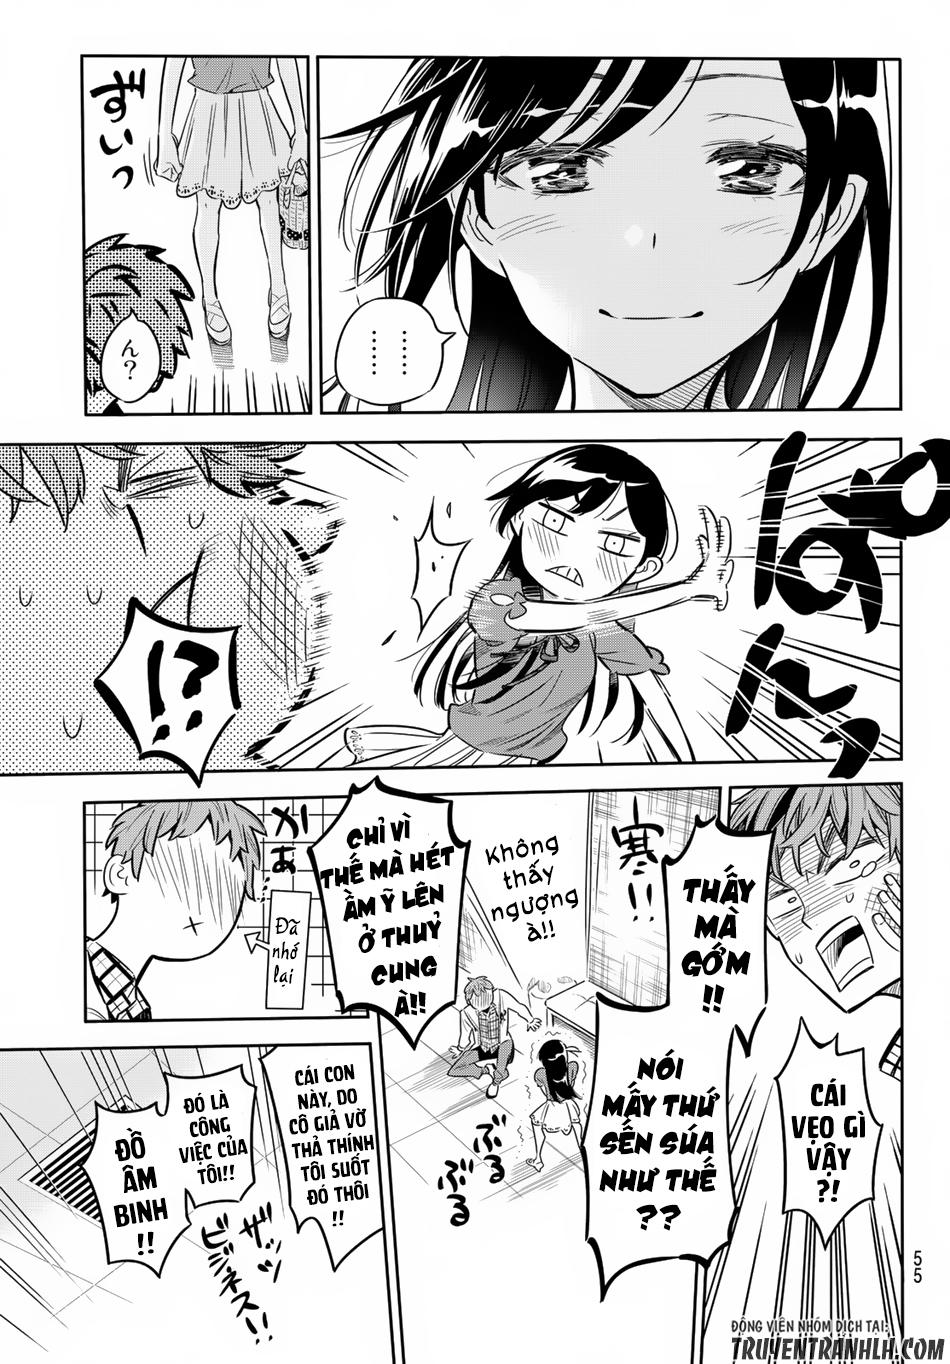 ………
………
ずいっ
ん?
ぱ
ん
っ
!?
CÁI
VẸO GÌ
VẬY
?!
THẤY
MÀ
GỚM
!!
寒!!
NÓI
MẤY THỨ
SẾN SÚA
NHƯ THẾ
??
Không
thấy
ngượng
à!!
CHỈ VÌ
THẾ MÀ HÉT
ẦM Ỹ LÊN
Ở THUỶ
CUNG
À!!
かあ…
Đã
nhớ
lại
ぶる
ぶる
CÁI CON
NÀY, DO
CÔ GIẢ VỜ
THẢ THÍNH
TÔI SUỐT
ĐÓ THÔI
!!
ザッツ
ビジネス!!
ĐÓ LÀ
CÔNG
VIỆC CỦA
TÔI!!
ĐỒ
ÂM
BINH
!!
55
ĐỘNG VIÊN NHÓM DỊCH TẠI:
TRUYENTRANHLH.COM